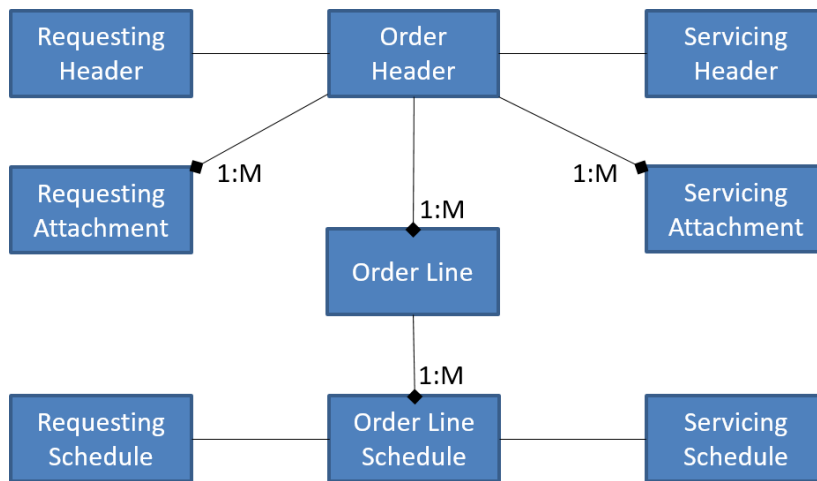 Requesting
Header
Order
Header
Servicing
Header
1:M
1:M
Requesting
Attachment
1:M
Servicing
Attachment
Order Line
1:M
Requesting
Schedule
Order Line
Schedule
Servicing
Schedule